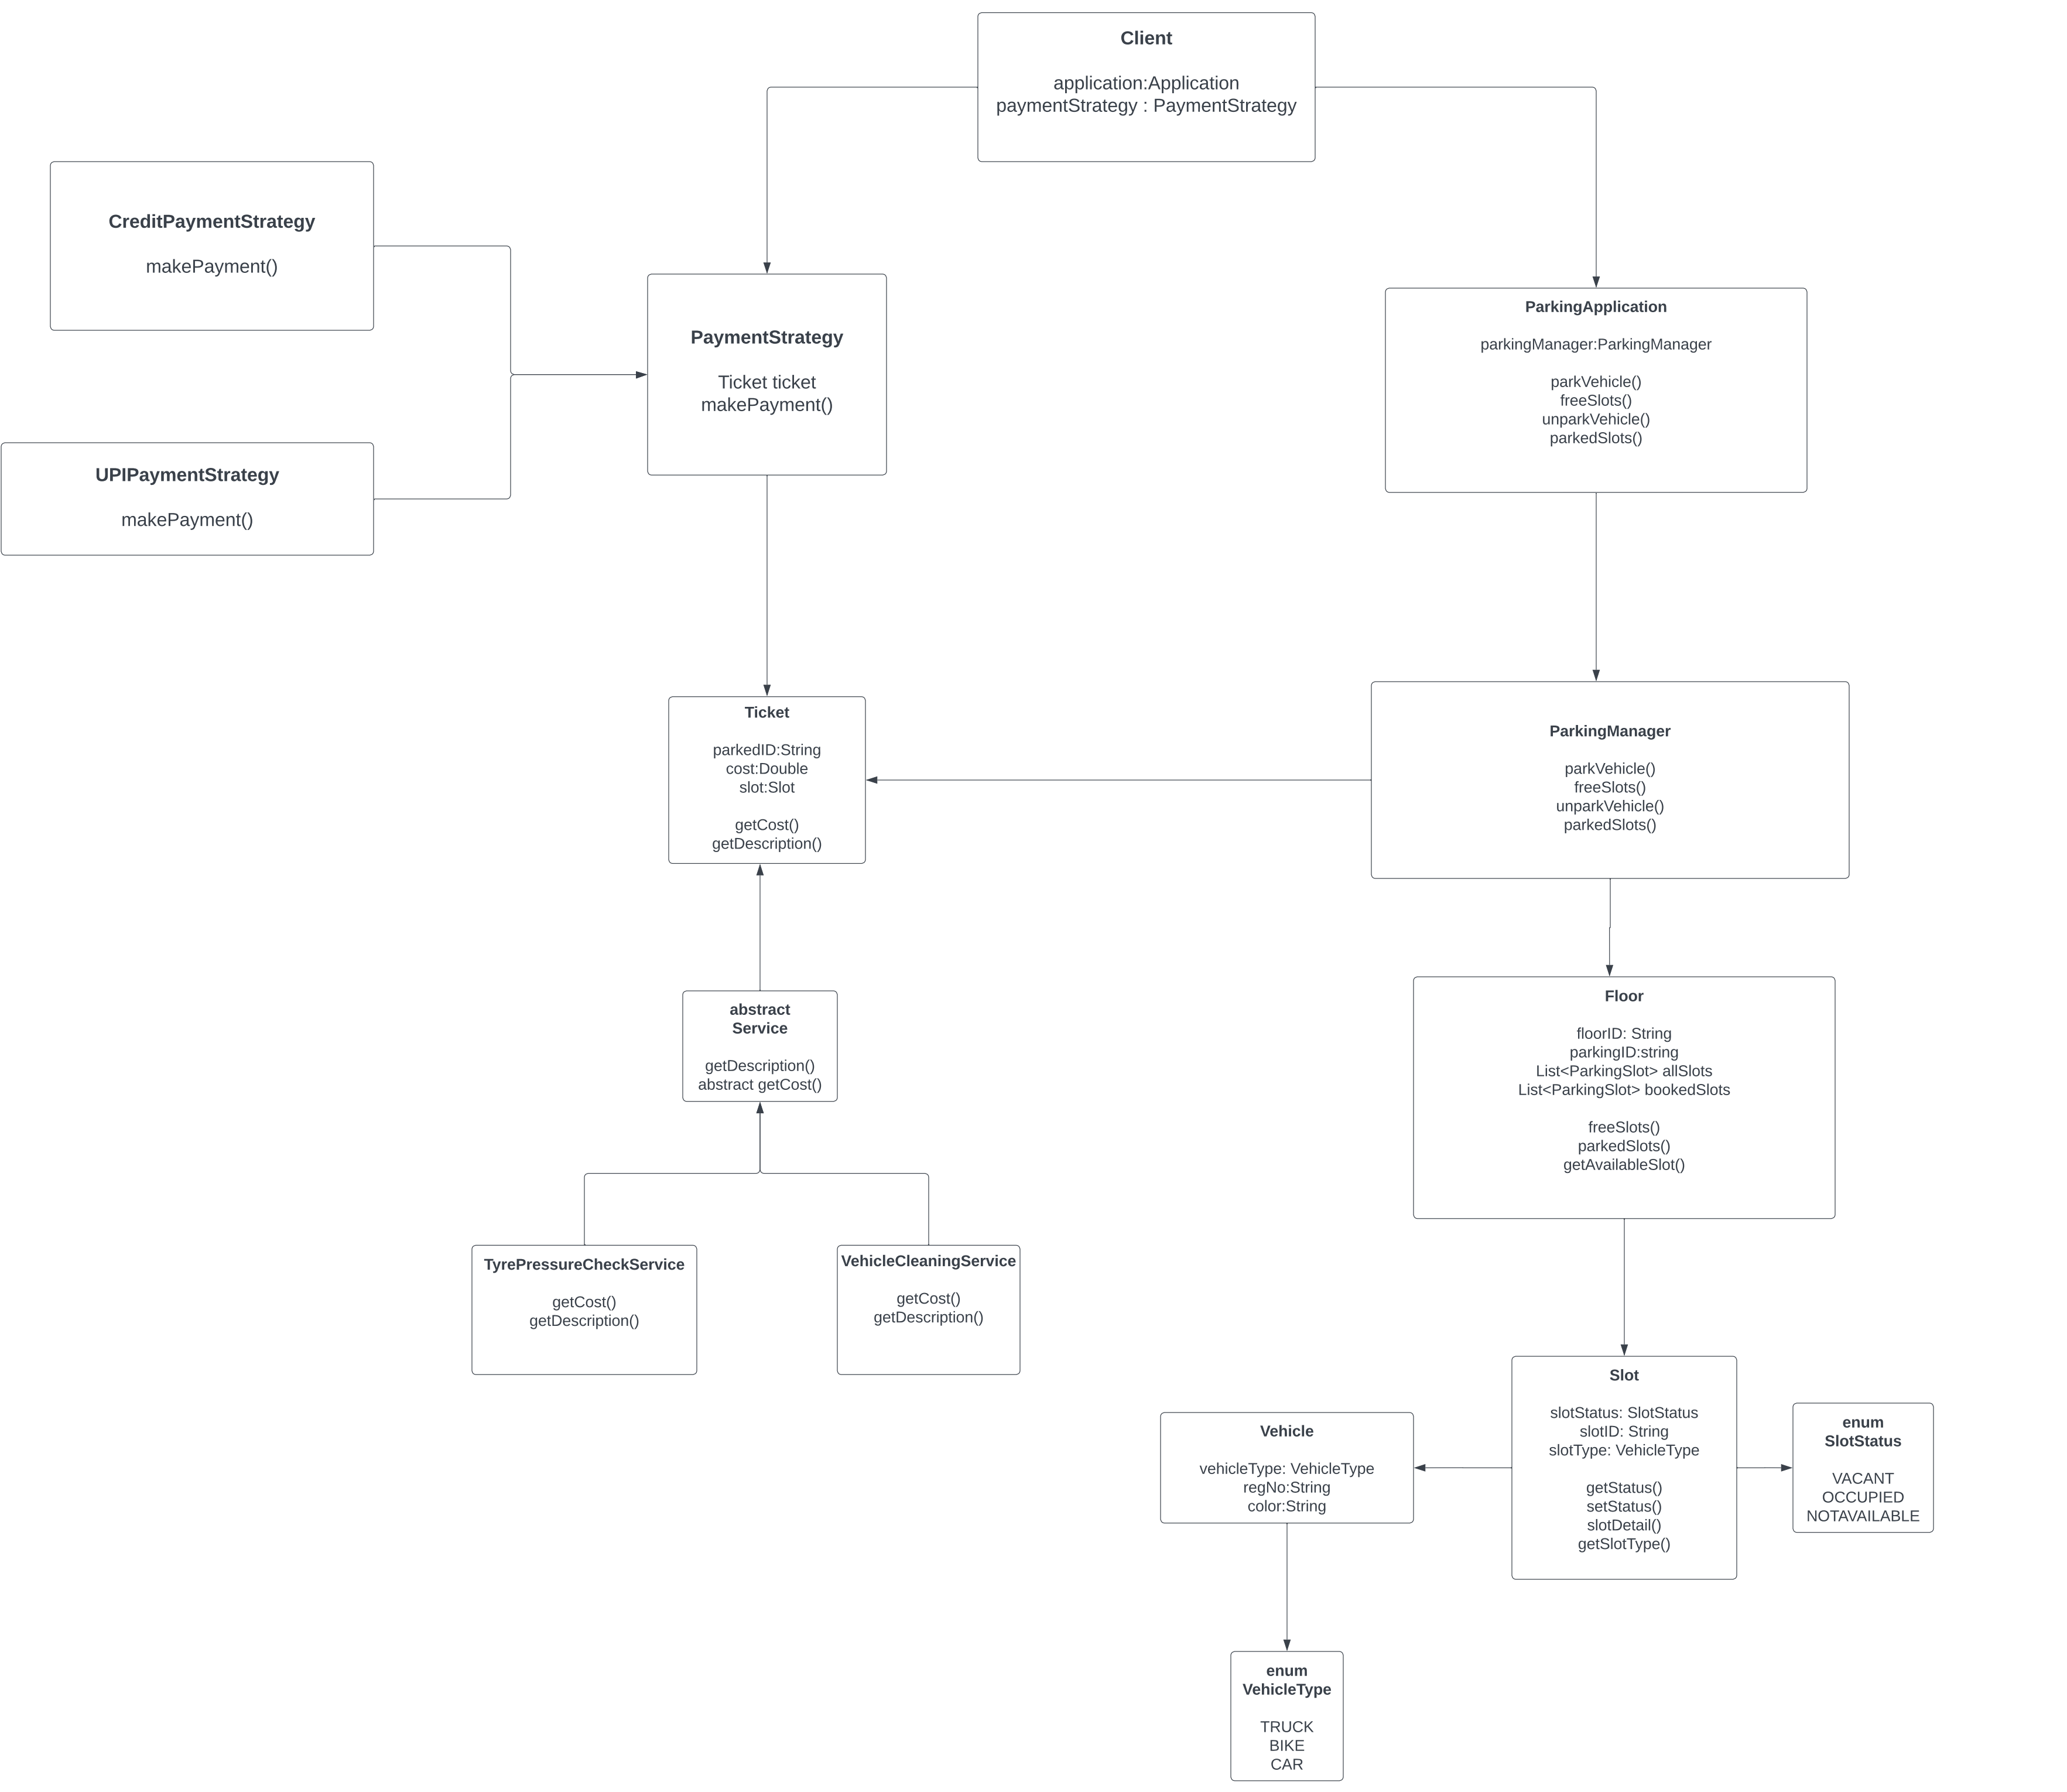 Client
application:Application
paymentStrategy : PaymentStrategy
CreditPaymentStrategy
makePayment()
PaymentStrategy
Ticket ticket
makePayment()
ParkingApplication
parkingManager:ParkingManager
parkVehicle()
freeSlots()
unparkVehicle()
parkedSlots()
UPIPaymentStrategy
makePayment()
Ticket
parkedID:String
cost:Double
slot:Slot
getCost()
getDescription()
ParkingManager
parkVehicle()
freeSlots()
unparkVehicle()
parkedSlots()
abstract
Service
getDescription()
abstract getCost()
Floor
floorID: String
parkingID:string
List<ParkingSlot> allSlots
List<ParkingSlot> bookedSlots
freeSlots()
parkedSlots()
getAvailableSlot()
TyrePressureCheckService
getCost()
getDescription()
VehicleCleaningService
getCost()
getDescription()
Slot
slotStatus: SlotStatus
slotID: String
slotType: VehicleType
getStatus()
setStatus()
slotDetail()
getSlotType()
Vehicle
vehicleType: VehicleType
regNo:String
color:String
enum
SlotStatus
VACANT
OCCUPIED
NOTAVAILABLE
enum
VehicleType
TRUCK
BIKE
CAR